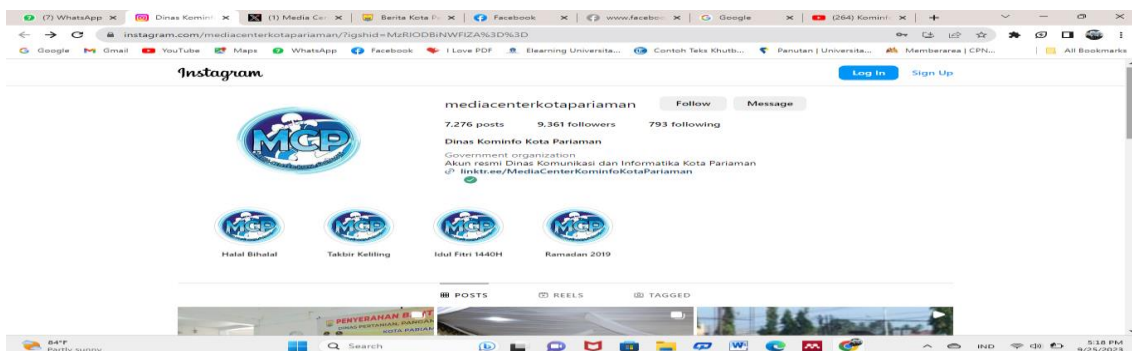 (7) WhatsApp
Dinas Komin
(1) Media Ce
Berita Kota P
Facebook
www.facebo
Google
(264) Komin
instagram.com/mediacenterkotapariaman/?igshid=MzRlODBiNWFlZA%3D%3D
Google
Gmail
YouTube
Maps
WhatsApp
Facebook
I Love PDF
Elearning Universita...
Contoh Teks Khutb...
Panutan | Universita...
Memberarea | CPN...
All Bookmarks
Instagram
Log In
Sign Up
mediacenterkotapariaman
Follow
Message
7,276 posts
9,361 followers
793 following
MCP
Dinas Kominfo Kota Pariaman
Government organization
Akun resmi Dinas Komunikasi dan Informatika Kota Pariaman
linktr.ee/MediaCenterKominfoKotaPariaman
MCP
MCP
MCP
MCP
Halal Bihalal
Takbir Keliling
Idul Fitri 1440H
Ramadan 2019
POSTS
REELS
TAGGED
PENYERAHAN
DINAS PERTANIAN, PANGAN
KOTA PARIAMAN
84°F
Partly sunny
Search
IND
5:18 PM
9/25/2023